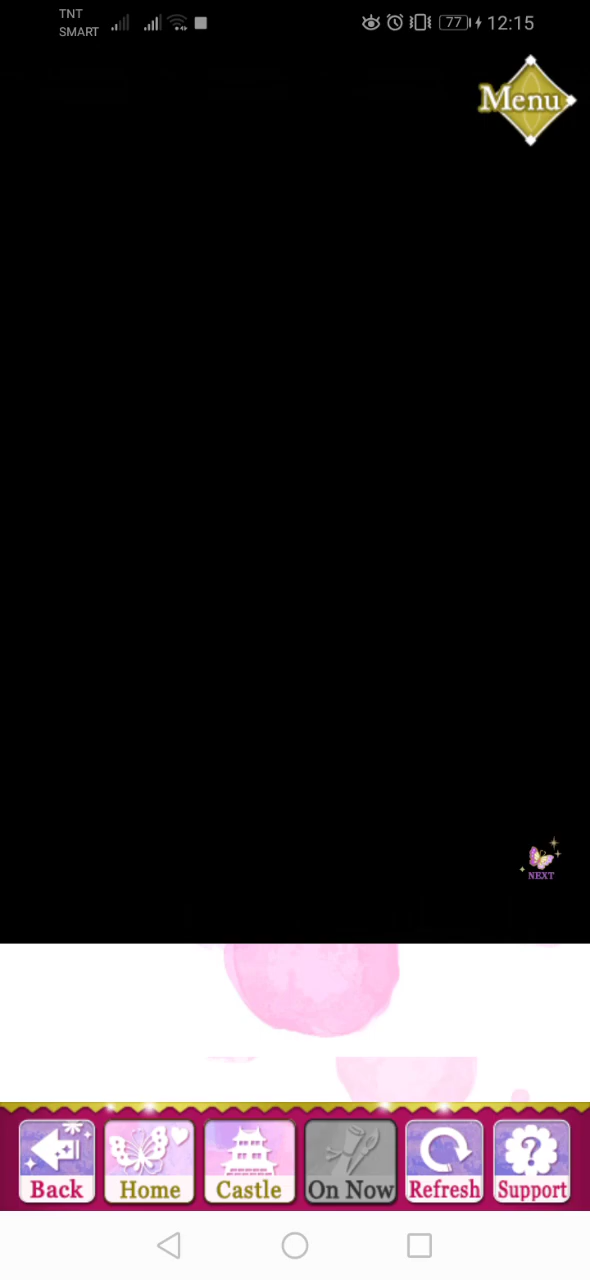 TNT
SMART
77
12:15
Menu
NEXT
Back
Home
Castle
On Now
Refresh
Support